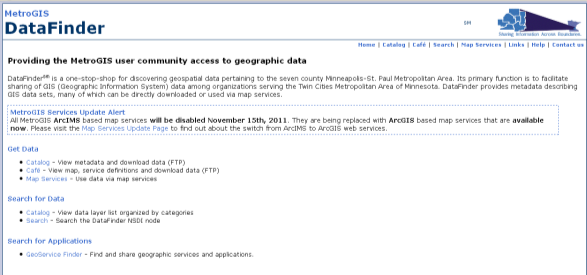 MetroGIS
DataFinder
SM
Sharing Information Across Boundaries
Home | Catalog | Café | Search | Map Services | Links | Help | Contact us
Providing the MetroGIS user community access to geographic data
DataFinder℠ is a one-stop-shop for discovering geospatial data pertaining to the seven county Minneapolis-St. Paul Metropolitan Area. Its primary function is to facilitate
sharing of GIS (Geographic Information System) data among organizations serving the Twin Cities Metropolitan Area of Minnesota. DataFinder provides metadata describing
GIS data sets, many of which can be directly downloaded or used via map services.
MetroGIS Services Update Alert
All MetroGIS ArcIMS based map services will be disabled November 15th, 2011. They are being replaced with ArcGIS based map services that are available
now. Please visit the Map Services Update Page to find out about the switch from ArcIMS to ArcGIS web services.
Get Data
• Catalog - View metadata and download data (FTP)
• Café - View map, service definitions and download data (FTP)
• Map Services - Use data via map services
Search for Data
• Catalog - View data layer list organized by categories
• Search - Search the DataFinder NSDI node
Search for Applications
• GeoService Finder - Find and share geographic services and applications.